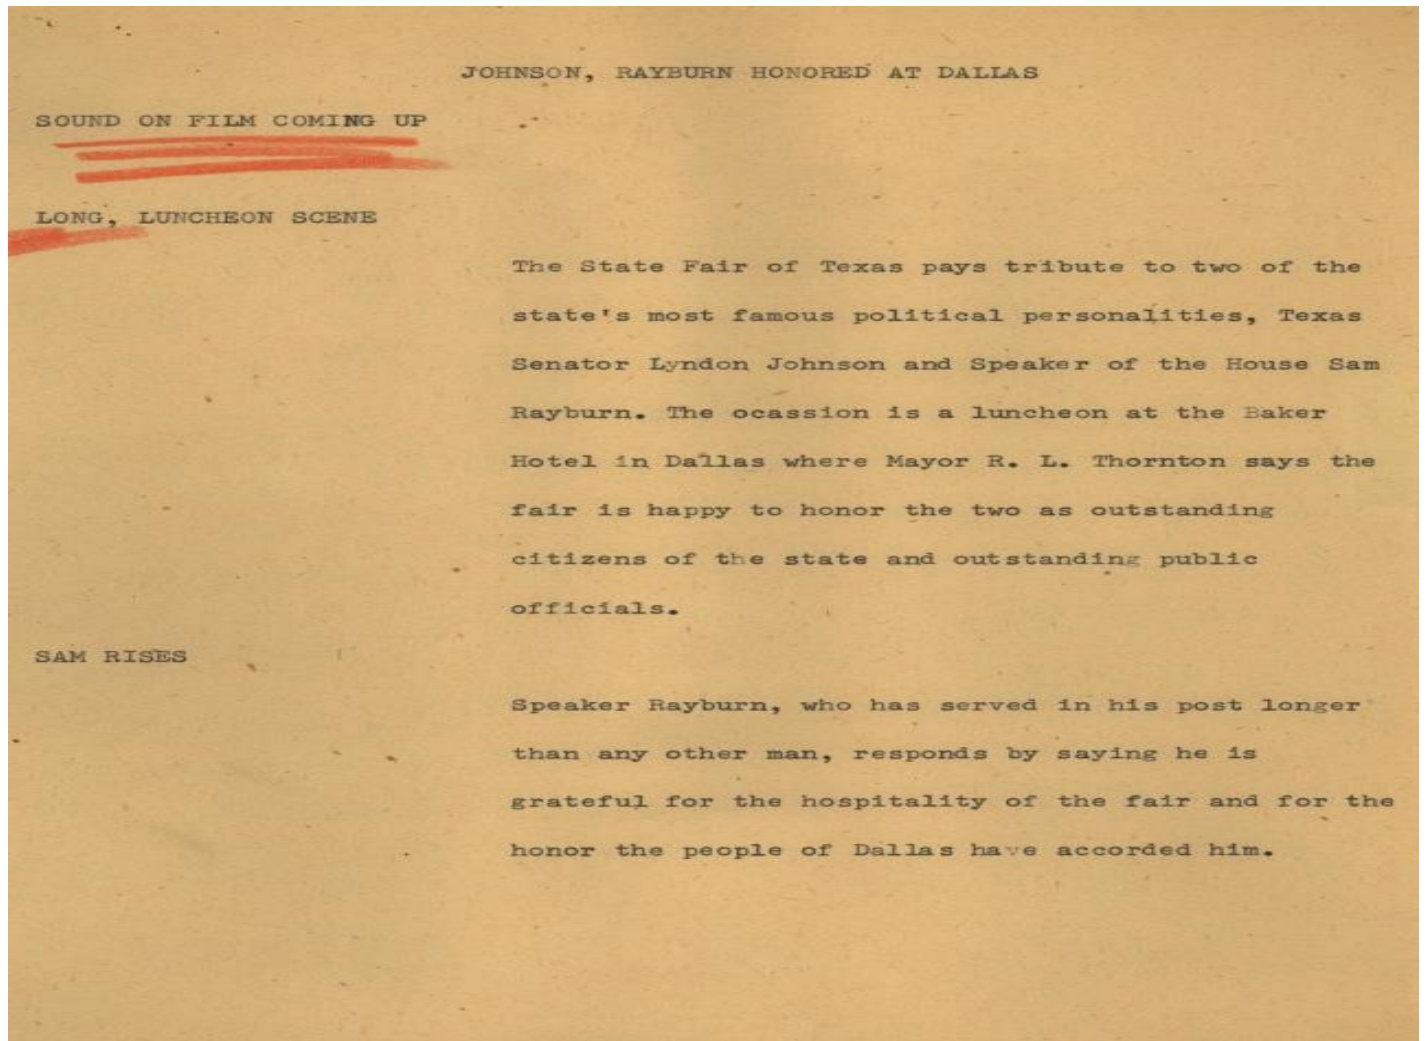 JOHNSON, RAYBURN HONORED AT DALLAS
SOUND ON FILM COMING UP
LONG, LUNCHEON SCENE
The State Fair of Texas pays tribute to two of the
state's most famous political personalities, Texas
Senator Lyndon Johnson and Speaker of the House Sam
Rayburn. The ocassion is a luncheon at the Baker
Hotel in Dallas where Mayor R. L. Thornton says the
fair is happy to honor the two as outstanding
citizens of the state and outstanding public
officials.
SAM RISES
Speaker Rayburn, who has served in his post longer
than any other man, responds by saying he is
grateful for the hospitality of the fair and for the
honor the people of Dallas have accorded him.